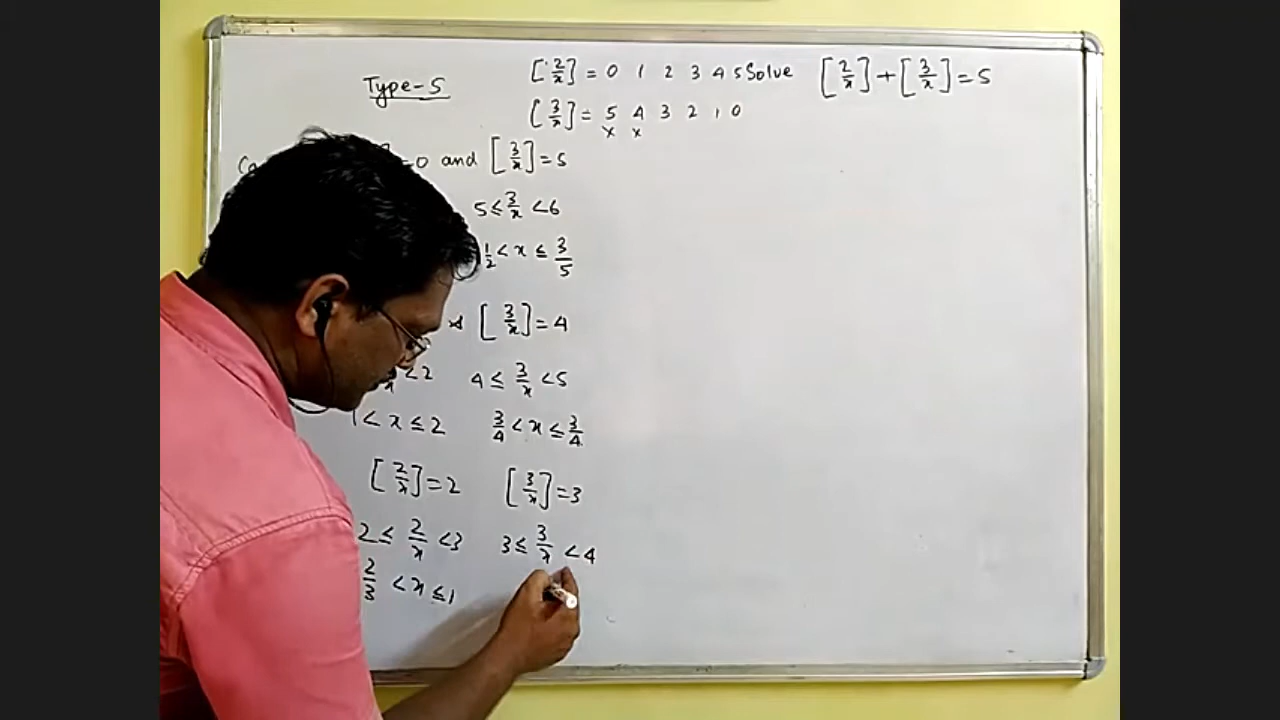 Type-5
[2/x] = 0 1 2 3 4 5 Solve [2/x] + [3/x] = 5
[3/x] = 5 4 3 2 1 0
x x
=0 and [3/x] = 5
5 ≤ 3/x < 6
1/2 < x ≤ 3/5
[3/x] = 4
< 2 4 ≤ 3/x < 5
1 < x ≤ 2 3/4 < x ≤ 3/4
[2/x] = 2 [3/x] = 3
2 ≤ 2/x < 3 3 ≤ 3/x < 4
2/3 < x ≤ 1